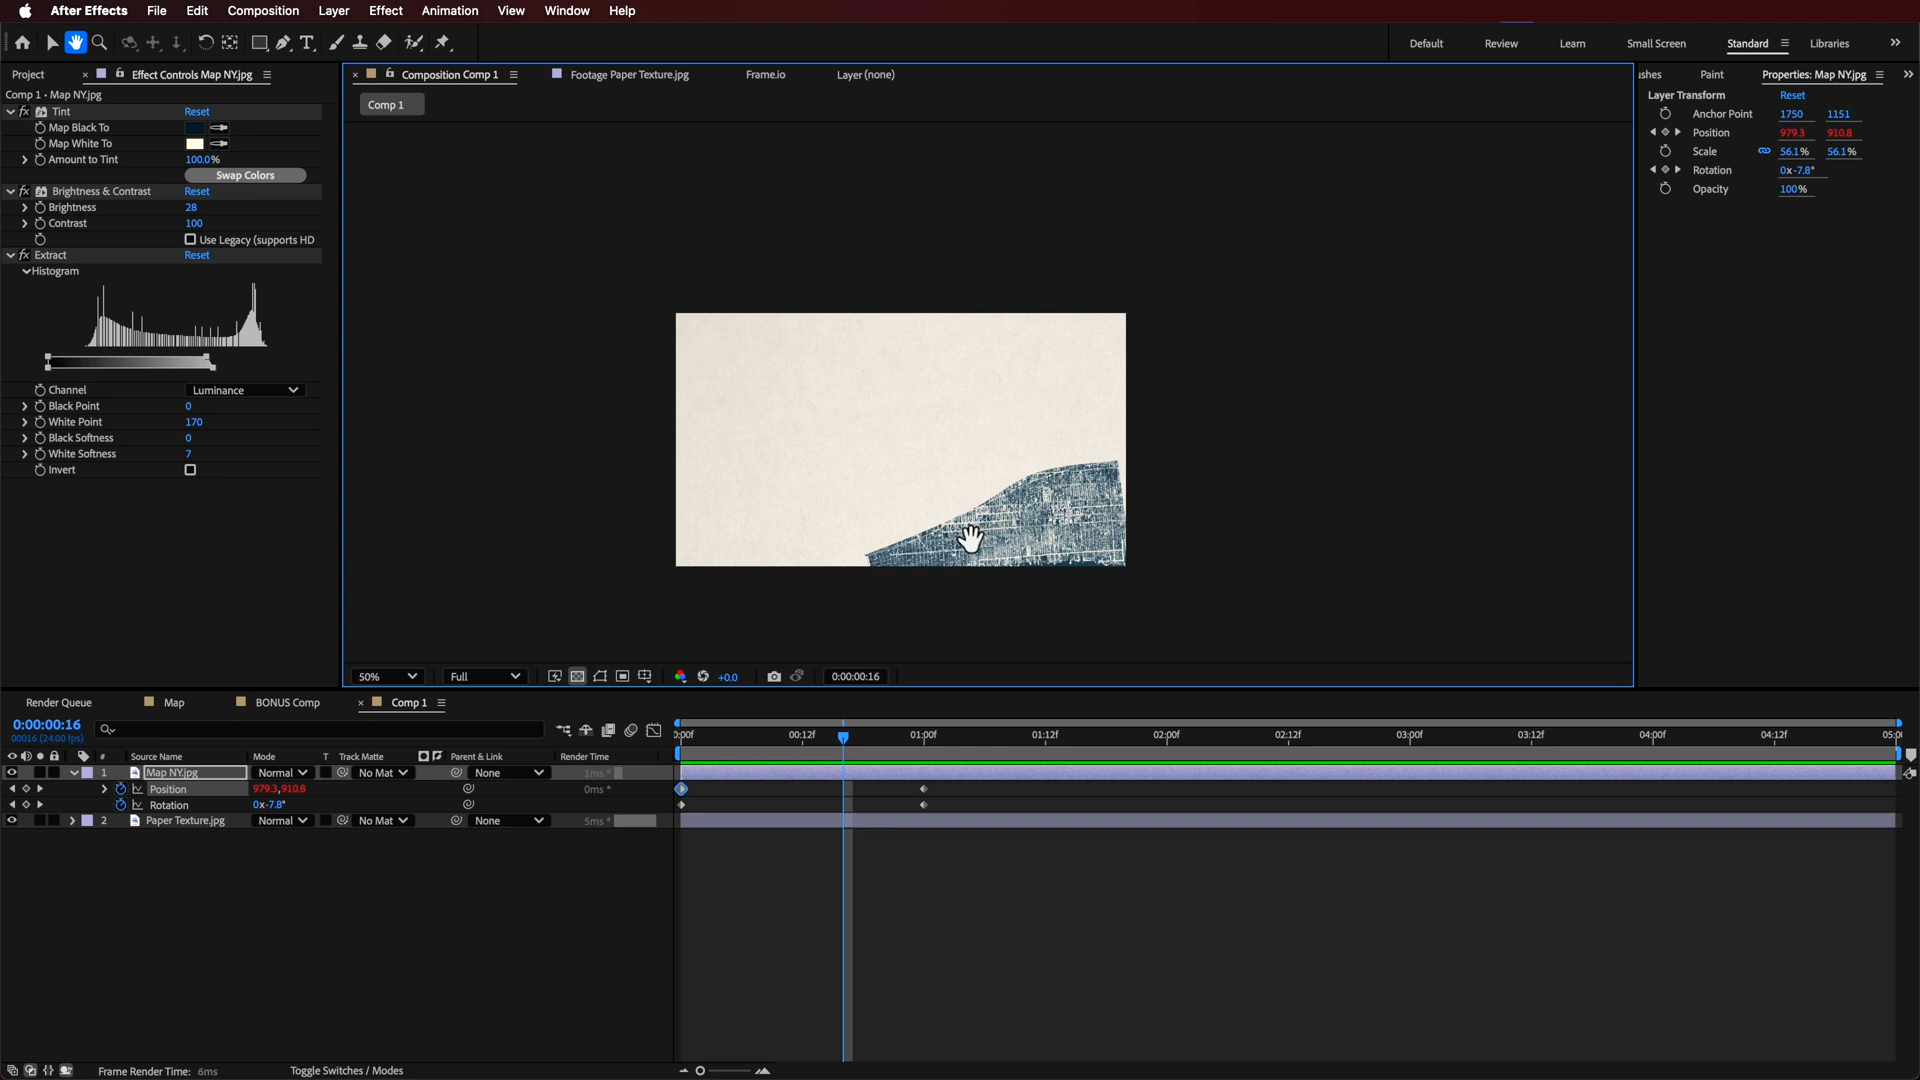 After Effects File Edit Composition Layer Effect Animation View Window Help
Default Review Learn Small Screen Standard Libraries
Project Effect Controls Map NY.jpg
Comp 1 • Map NY.jpg
fx Tint Reset
Map Black To
Map White To
Amount to Tint 100.0%
Swap Colors
fx Brightness & Contrast Reset
Brightness 28
Contrast 100
Use Legacy (supports HD
fx Extract Reset
Histogram
Channel Luminance
Black Point 0
White Point 170
Black Softness 0
White Softness 7
Invert
Composition Comp 1 Footage Paper Texture.jpg Frame.io Layer (none)
Comp 1
50% Full +0.0 0:00:00:16
ushes Paint Properties: Map NY.jpg
Layer Transform Reset
Anchor Point 1750 1151
Position 979.3 910.8
Scale 56.1% 56.1%
Rotation 0x-7.8°
Opacity 100%
Render Queue Map BONUS Comp Comp 1
0:00:00:16
00016 (24.00 fps)
# Source Name Mode T Track Matte Parent & Link Render Time
1 Map NY.jpg Normal No Mat None 1ms *
Position 979.3,910.8 0ms *
Rotation 0x-7.8°
2 Paper Texture.jpg Normal No Mat None 5ms *
0:00f 00:12f 01:00f 01:12f 02:00f 02:12f 03:00f 03:12f 04:00f 04:12f 05:00
Frame Render Time: 6ms Toggle Switches / Modes